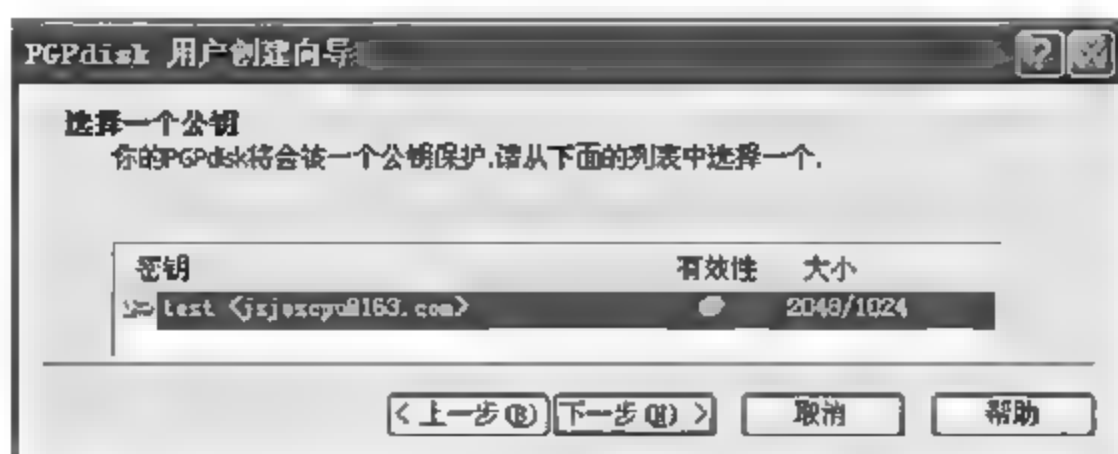 PGPdisk 用户创建向导
选择一个公钥
你的PGPdisk将会被一个公钥保护.请从下面的列表中选择一个.
密钥 有效性 大小
test 2048/1024
<上一步(B) 下一步(N) > 取消 帮助